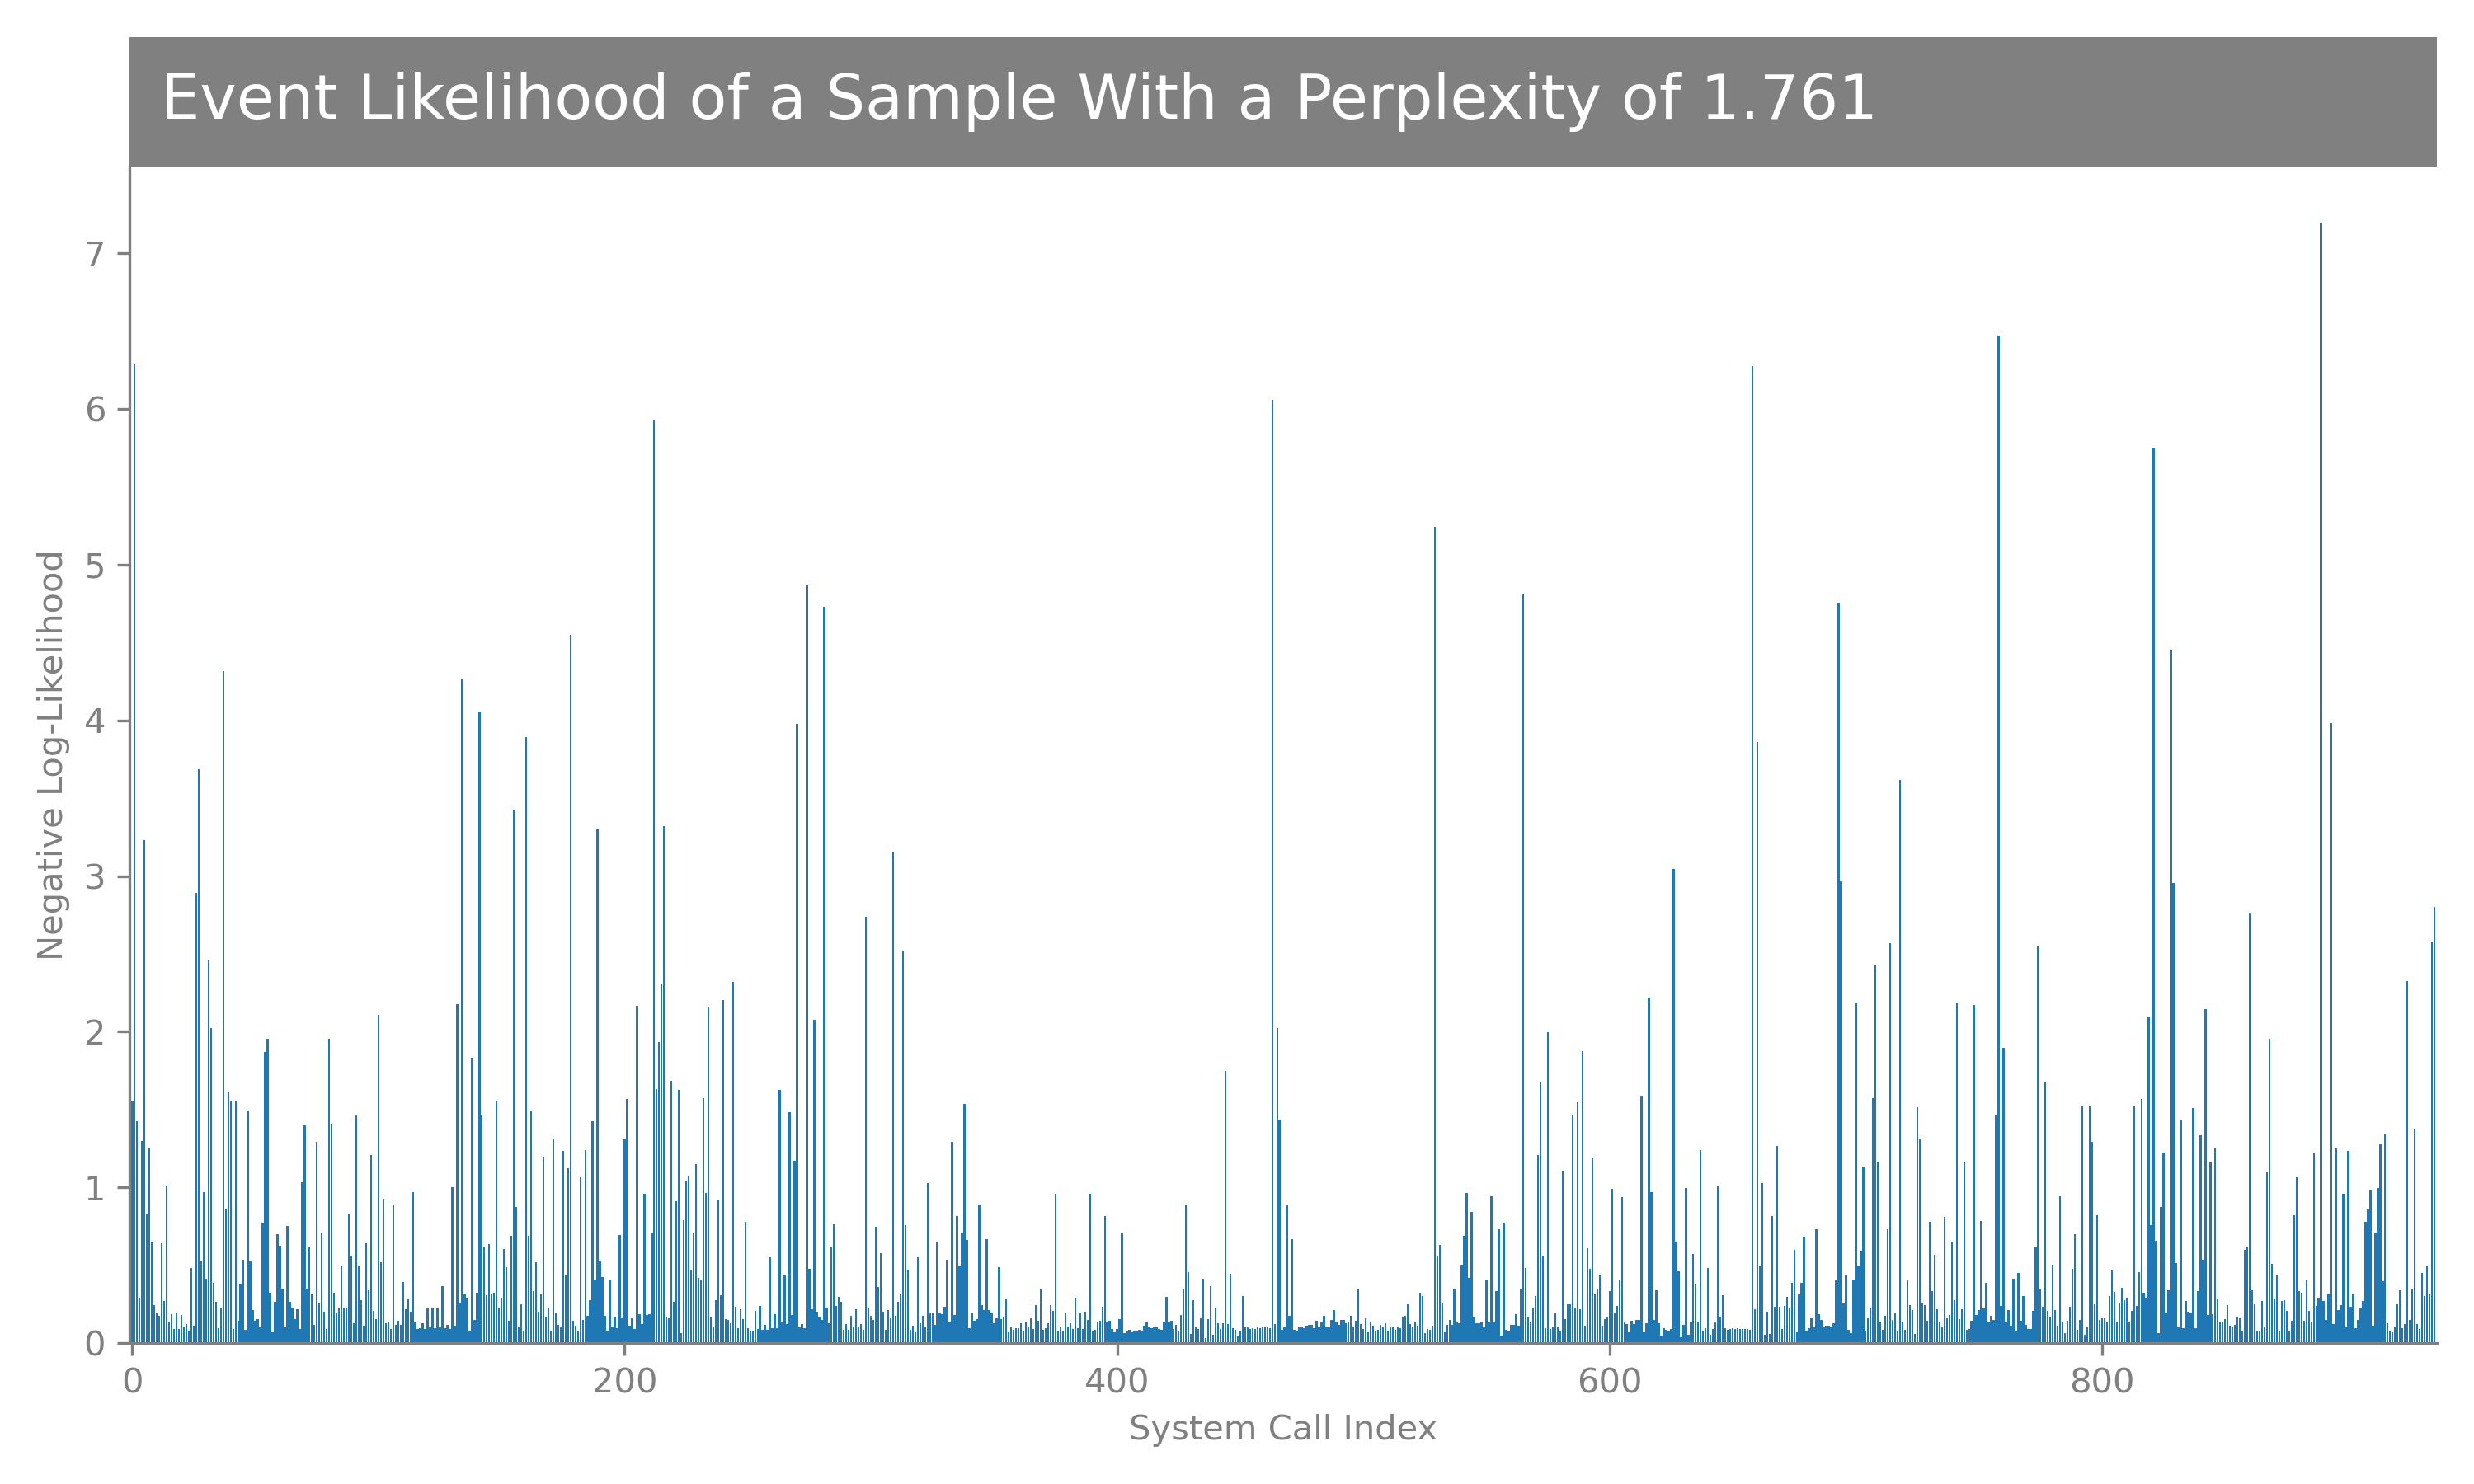 Event Likelihood of a Sample With a Perplexity of 1.761
Negative Log-Likelihood
7
6
5
4
3
2
1
0
0 200 400 600 800
System Call Index